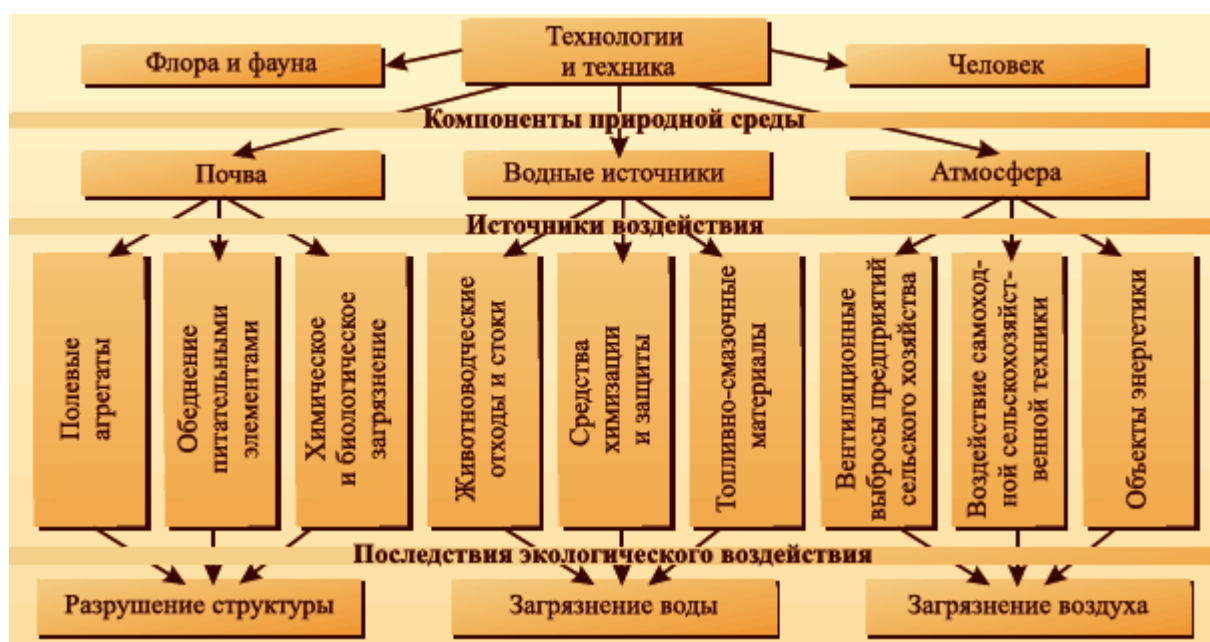 Технологии
и техника
Флора и фауна
Человек
Компоненты природной среды
Почва
Водные источники
Атмосфера
Источники воздействия
Полевые
агрегаты
Обеднение
питательными
элементами
Химическое
и биологическое
загрязнение
Животноводческие
отходы и стоки
Средства
химизации
и защиты
Топливно-смазочные
материалы
Вентиляционные
выбросы предприятий
сельского хозяйства
Воздействие самоход-
ной сельскохозяйст-
венной техники
Объекты энергетики
Последствия экологического воздействия
Разрушение структуры
Загрязнение воды
Загрязнение воздуха